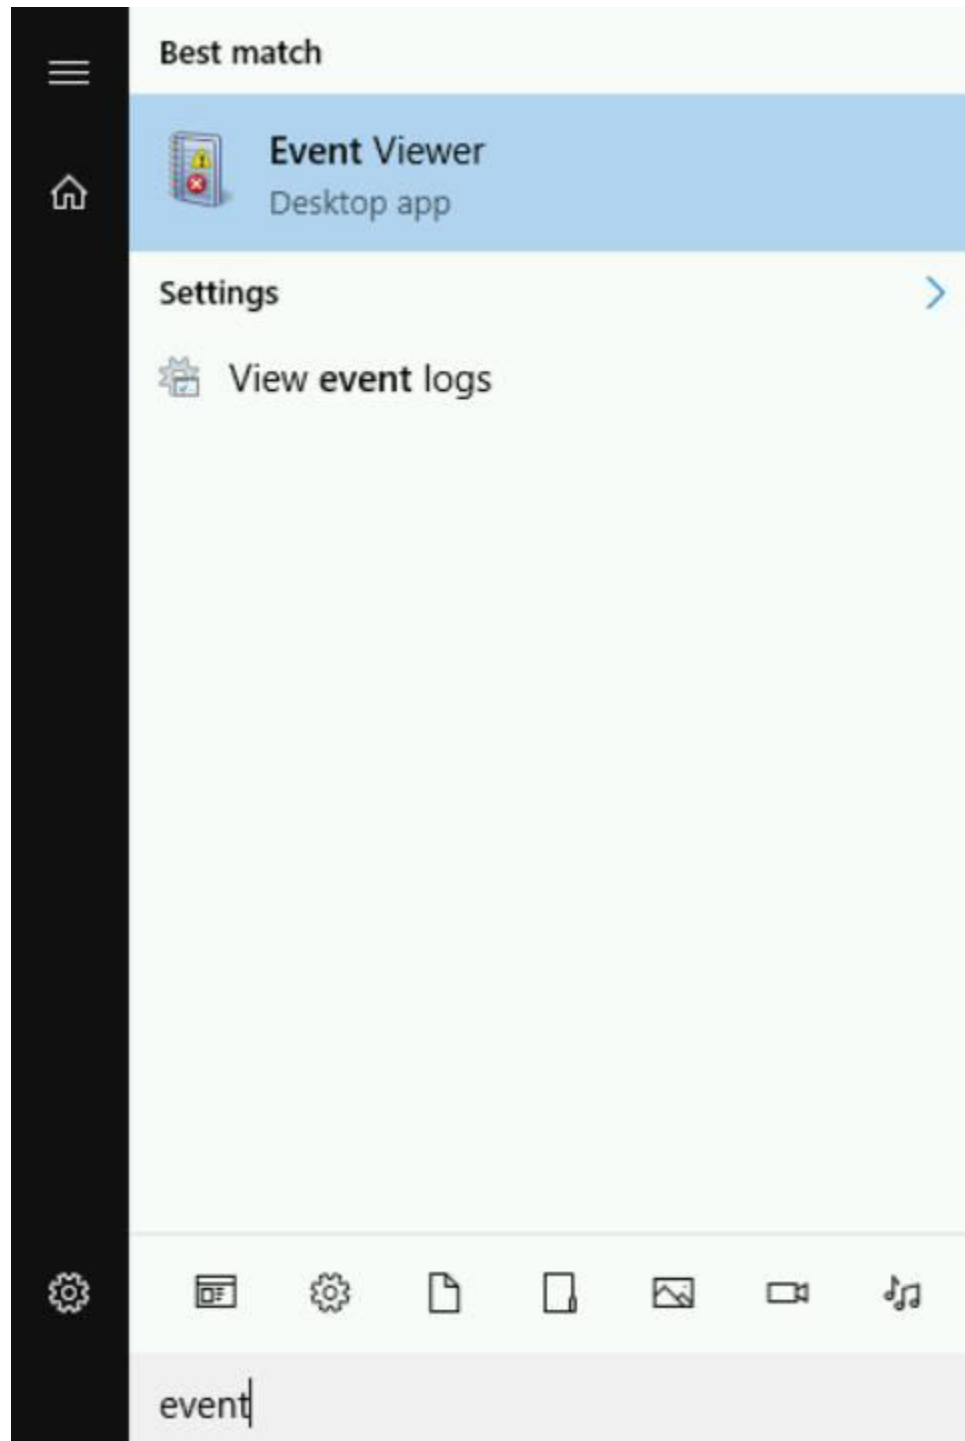 Best match
Event Viewer
Desktop app
Settings
View event logs
event